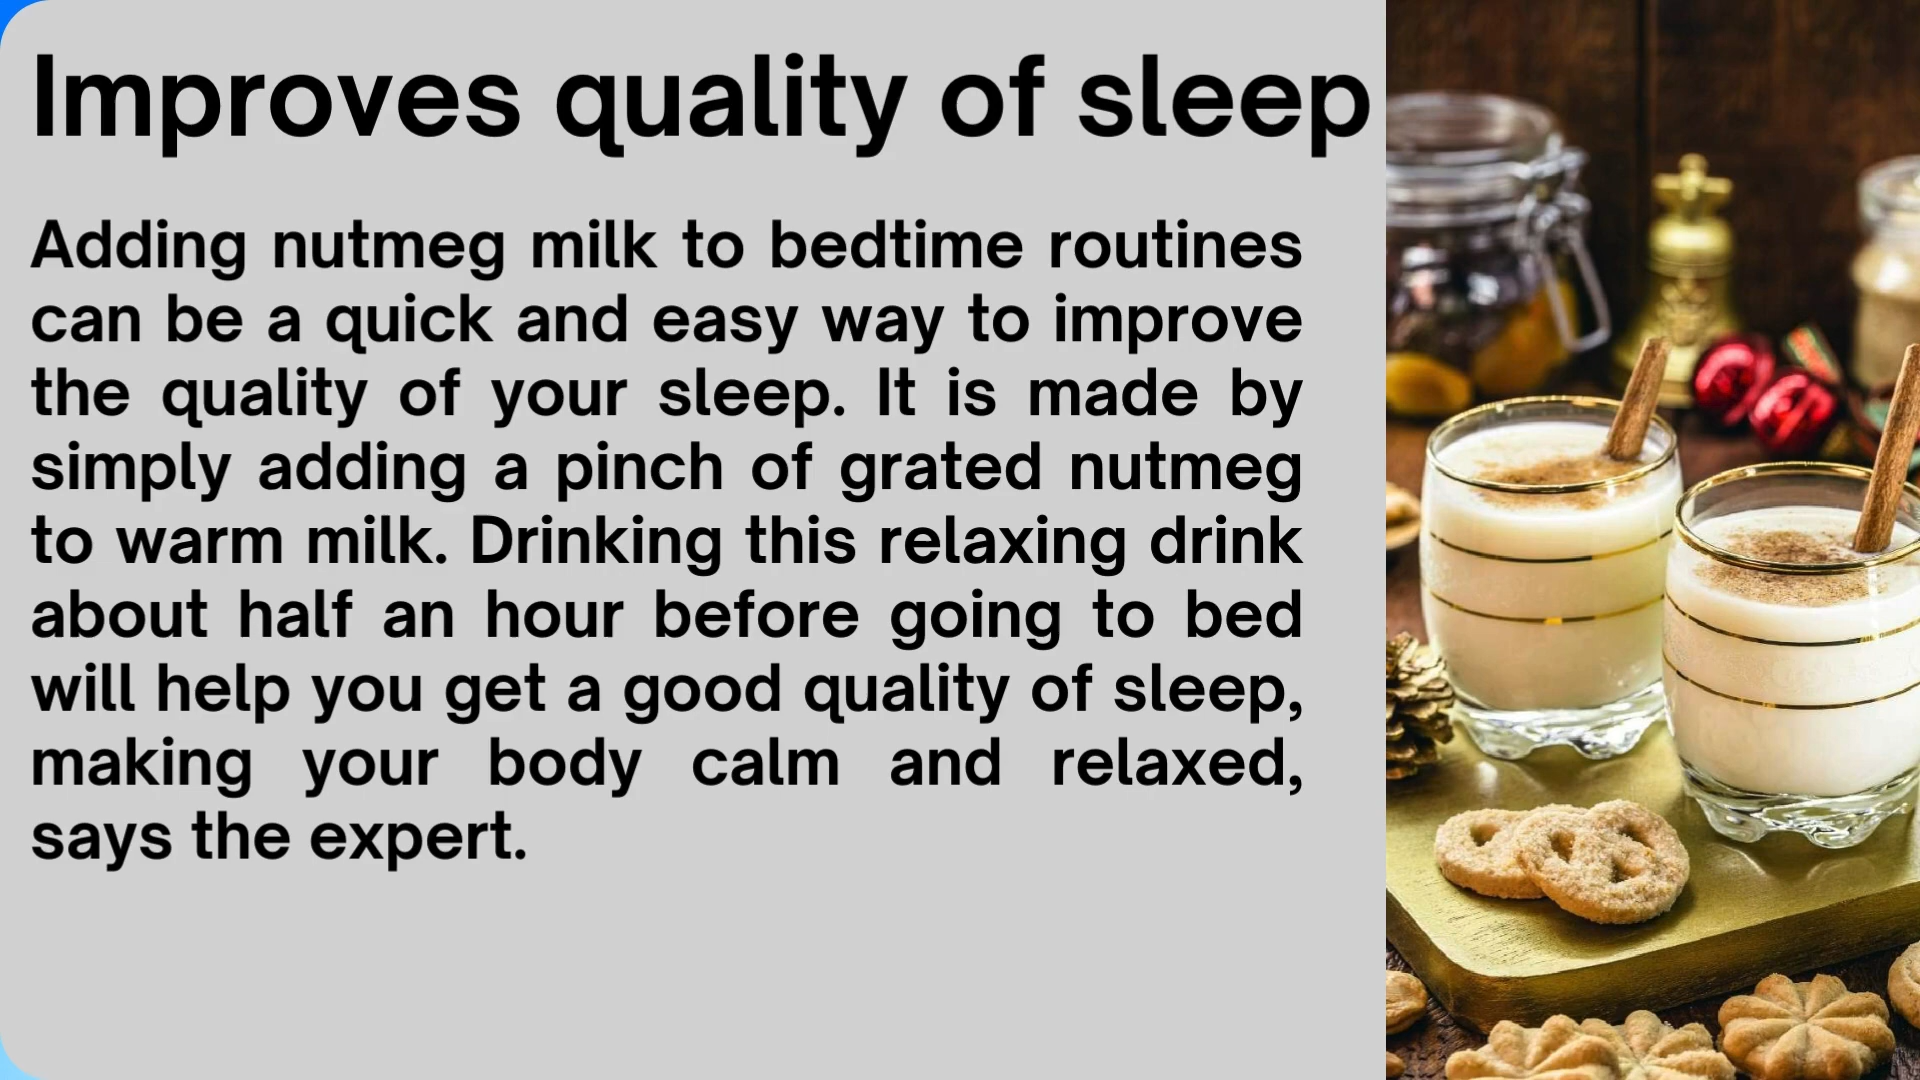 Improves quality of sleep
Adding nutmeg milk to bedtime routines
can be a quick and easy way to improve
the quality of your sleep. It is made by
simply adding a pinch of grated nutmeg
to warm milk. Drinking this relaxing drink
about half an hour before going to bed
will help you get a good quality of sleep,
making your body calm and relaxed,
says the expert.